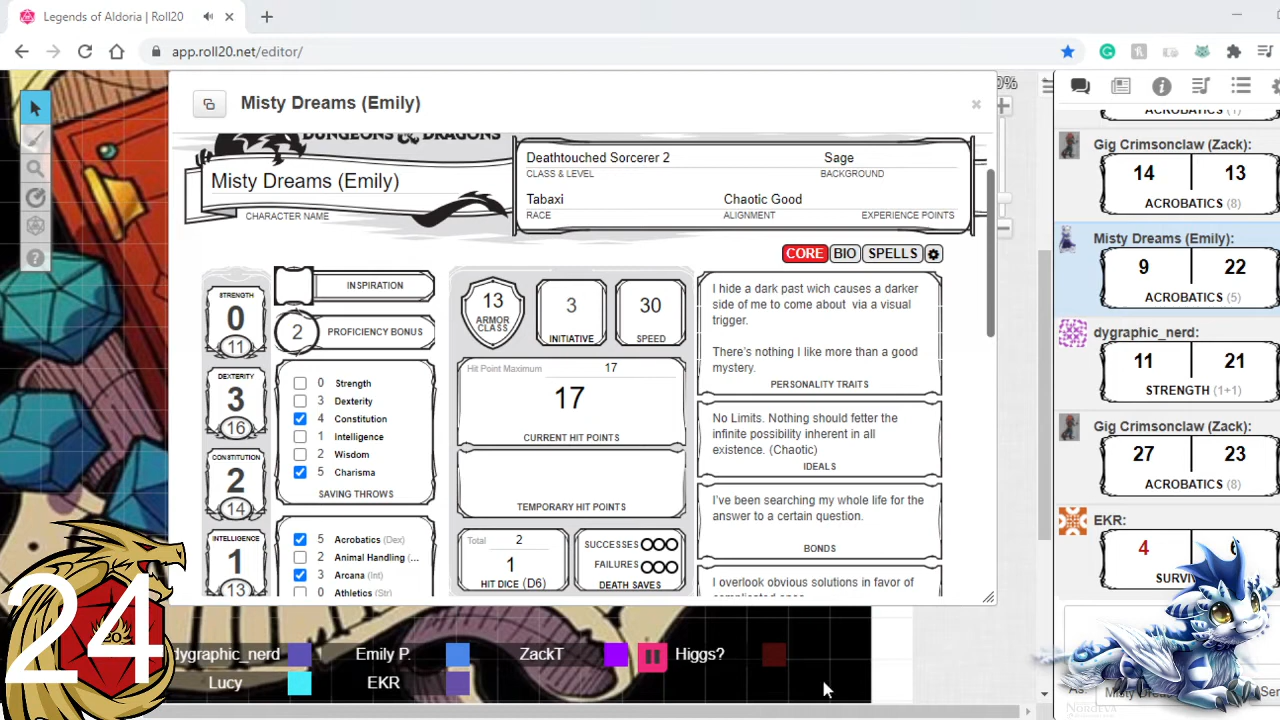 Legends of Aldoria | Roll20
app.roll20.net/editor/
Misty Dreams (Emily)
DUNGEONS & DRAGONS
Misty Dreams (Emily)
CHARACTER NAME
Deathtouched Sorcerer 2
Sage
CLASS & LEVEL
BACKGROUND
Tabaxi
Chaotic Good
RACE
ALIGNMENT
EXPERIENCE POINTS
CORE
BIO
SPELLS
STRENGTH
0
11
DEXTERITY
3
16
CONSTITUTION
2
14
INTELLIGENCE
1
13
INSPIRATION
2
PROFICIENCY BONUS
0 Strength
3 Dexterity
4 Constitution
1 Intelligence
2 Wisdom
5 Charisma
SAVING THROWS
5 Acrobatics (Dex)
2 Animal Handling (...
3 Arcana (Int)
0 Athletics (Str)
13
ARMOR
CLASS
3
INITIATIVE
30
SPEED
Hit Point Maximum 17
17
CURRENT HIT POINTS
TEMPORARY HIT POINTS
Total 2
1
HIT DICE (D6)
SUCCESSES
FAILURES
DEATH SAVES
I hide a dark past wich causes a darker
side of me to come about via a visual
trigger.
There's nothing I like more than a good
mystery.
PERSONALITY TRAITS
No Limits. Nothing should fetter the
infinite possibility inherent in all
existence. (Chaotic)
IDEALS
I've been searching my whole life for the
answer to a certain question.
BONDS
I overlook obvious solutions in favor of
complicated ones.
0%
ACROBATICS (1)
Gig Crimsonclaw (Zack):
14 13
ACROBATICS (8)
Misty Dreams (Emily):
9 22
ACROBATICS (5)
dygraphic_nerd:
11 21
STRENGTH (1+1)
Gig Crimsonclaw (Zack):
27 23
ACROBATICS (8)
EKR:
4
As:
24
20
dygraphic_nerd
Emily P.
ZackT
Higgs?
Lucy
EKR